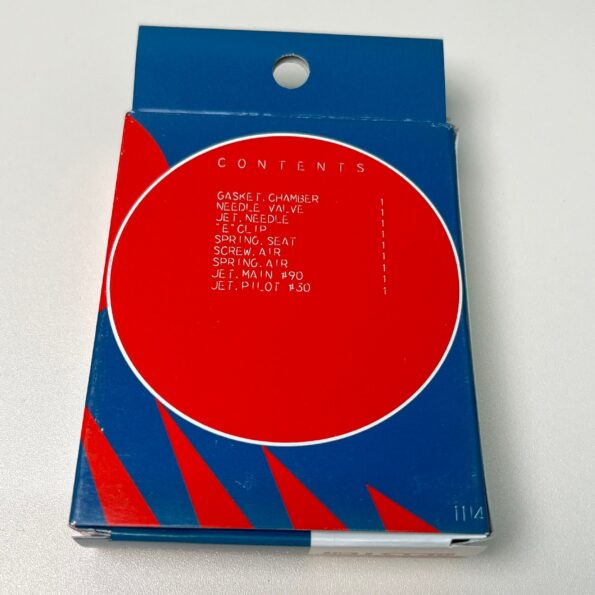 CONTENTS
GASKET, CHAMBER 1
NEEDLE VALVE 1
JET, NEEDLE 1
"E" CLIP 1
SPRING, SEAT 1
SCREW, AIR 1
SPRING, AIR 1
JET, MAIN #90 1
JET, PILOT #30 1